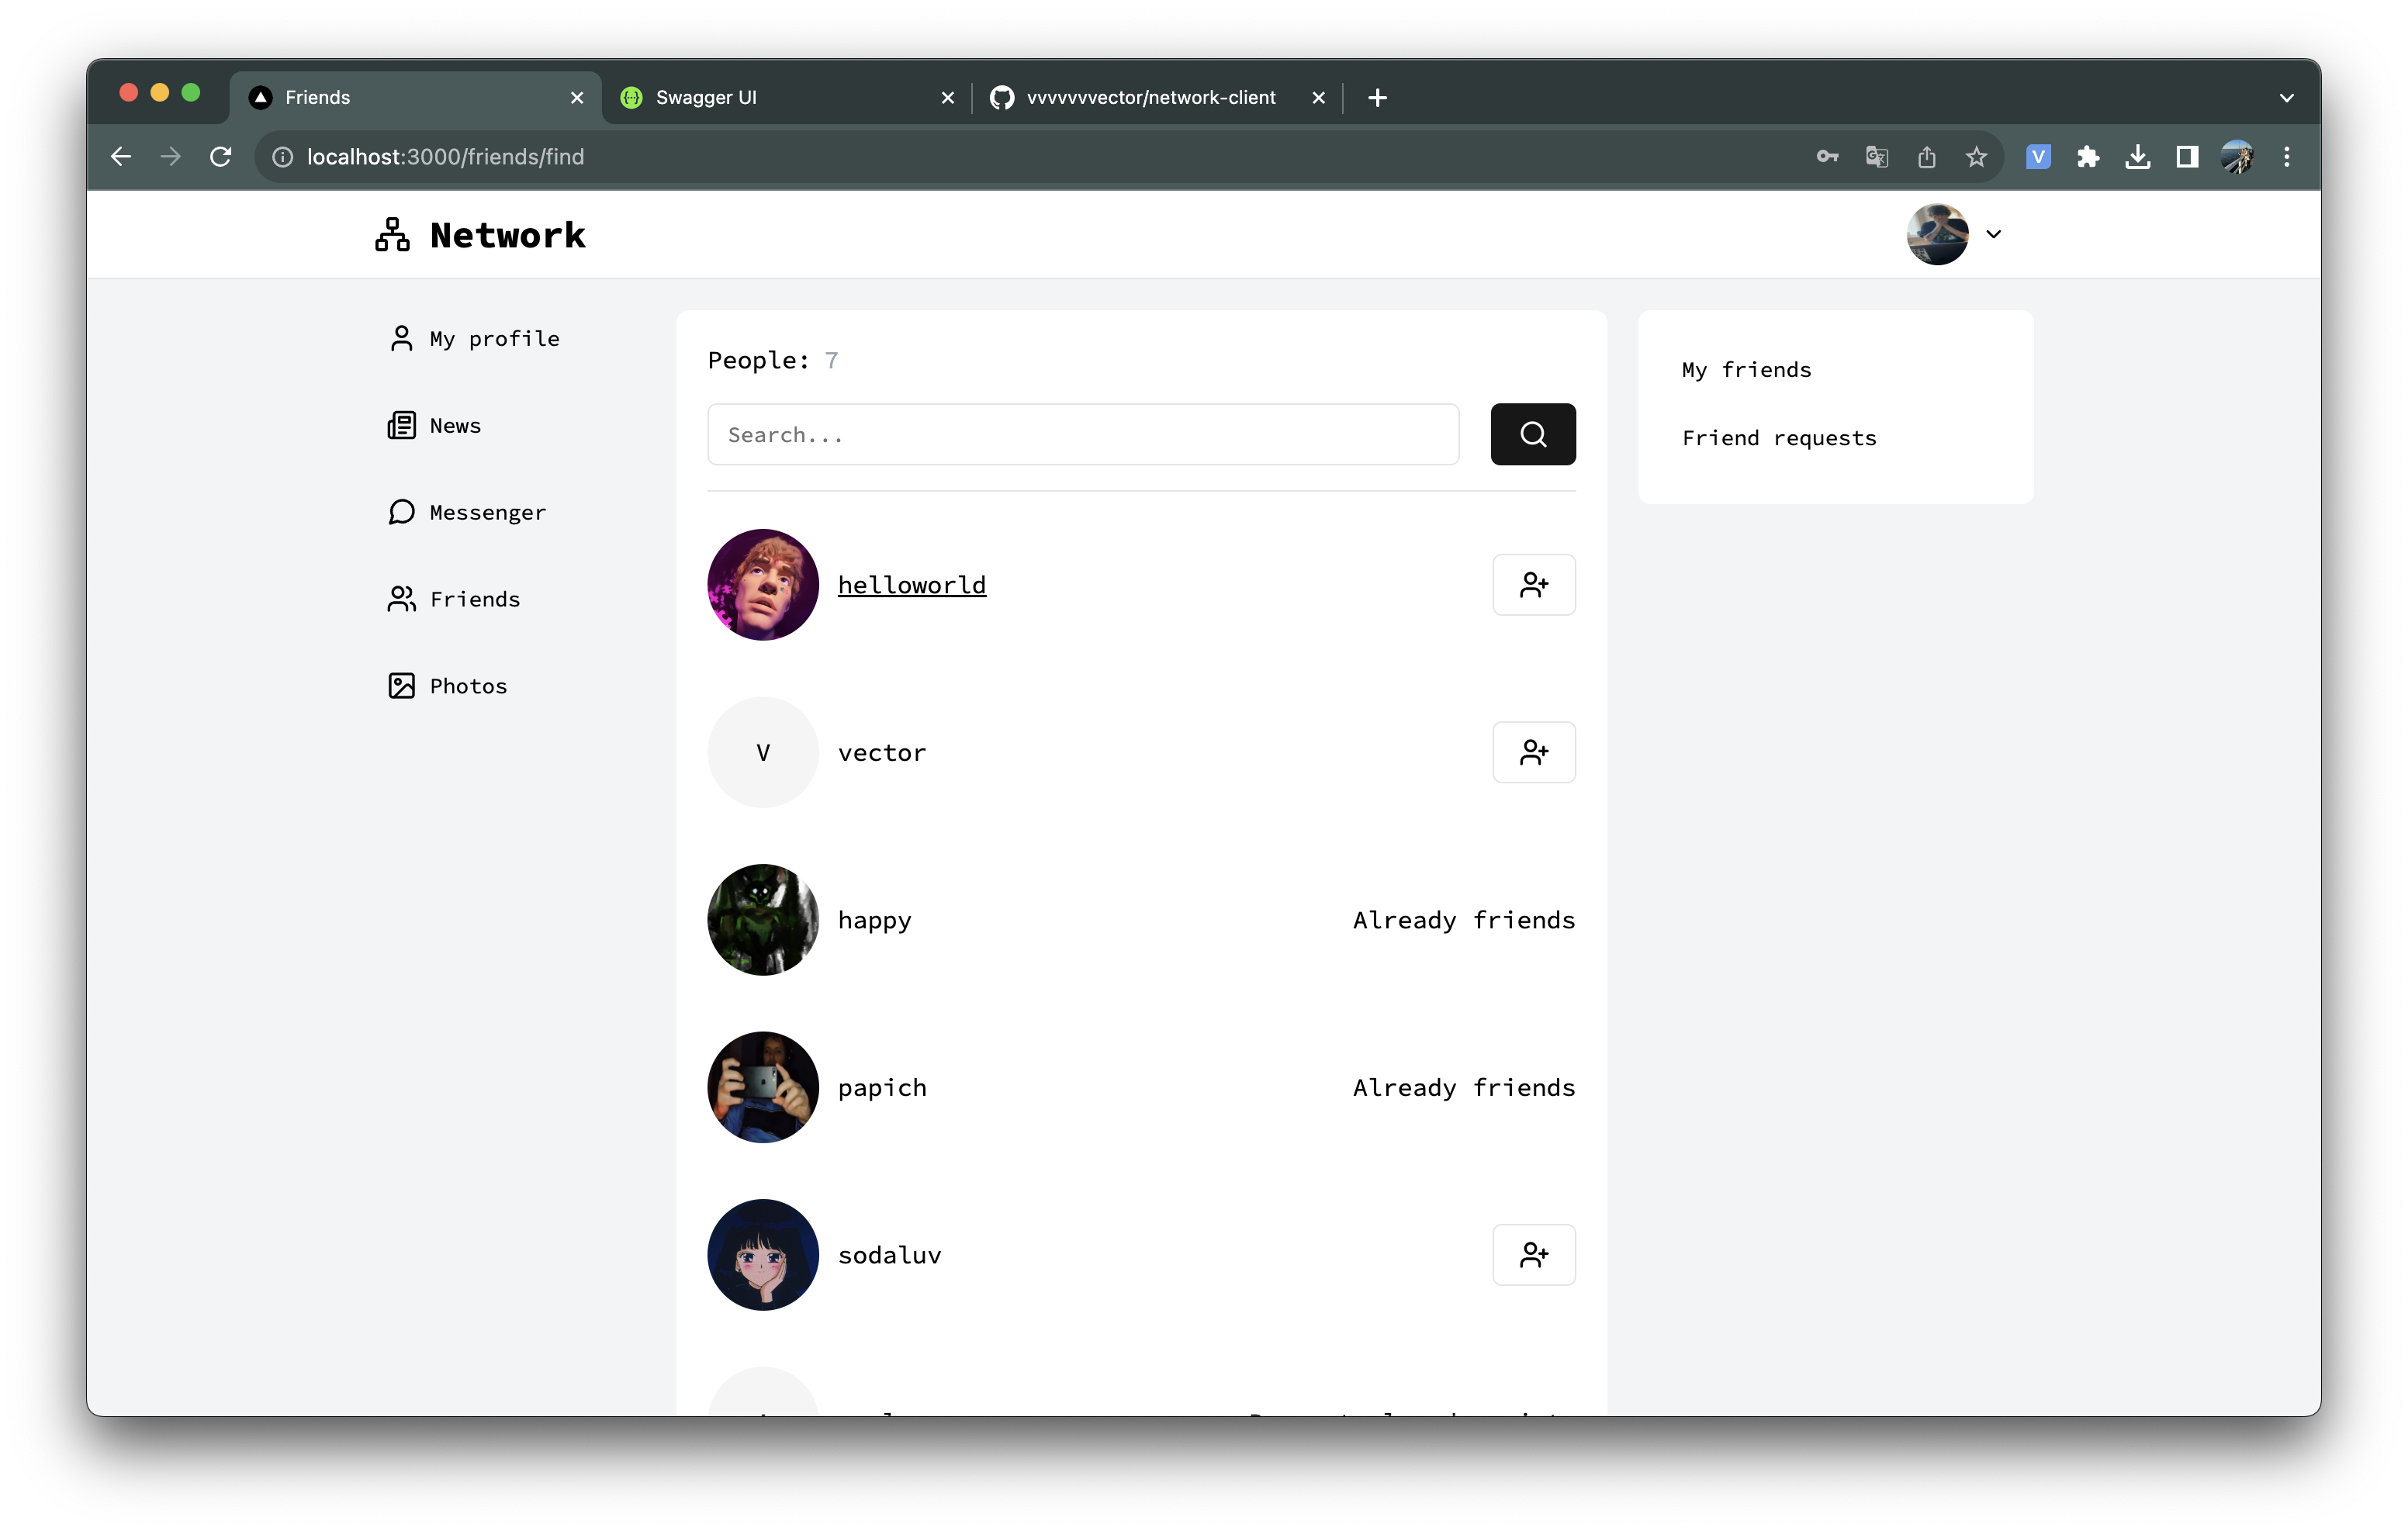 Friends
Swagger UI
vvvvvvvector/network-client
localhost:3000/friends/find
V
Network
My profile
News
Messenger
Friends
Photos
People: 7
Search...
helloworld
V
vector
happy
Already friends
papich
Already friends
sodaluv
My friends
Friend requests